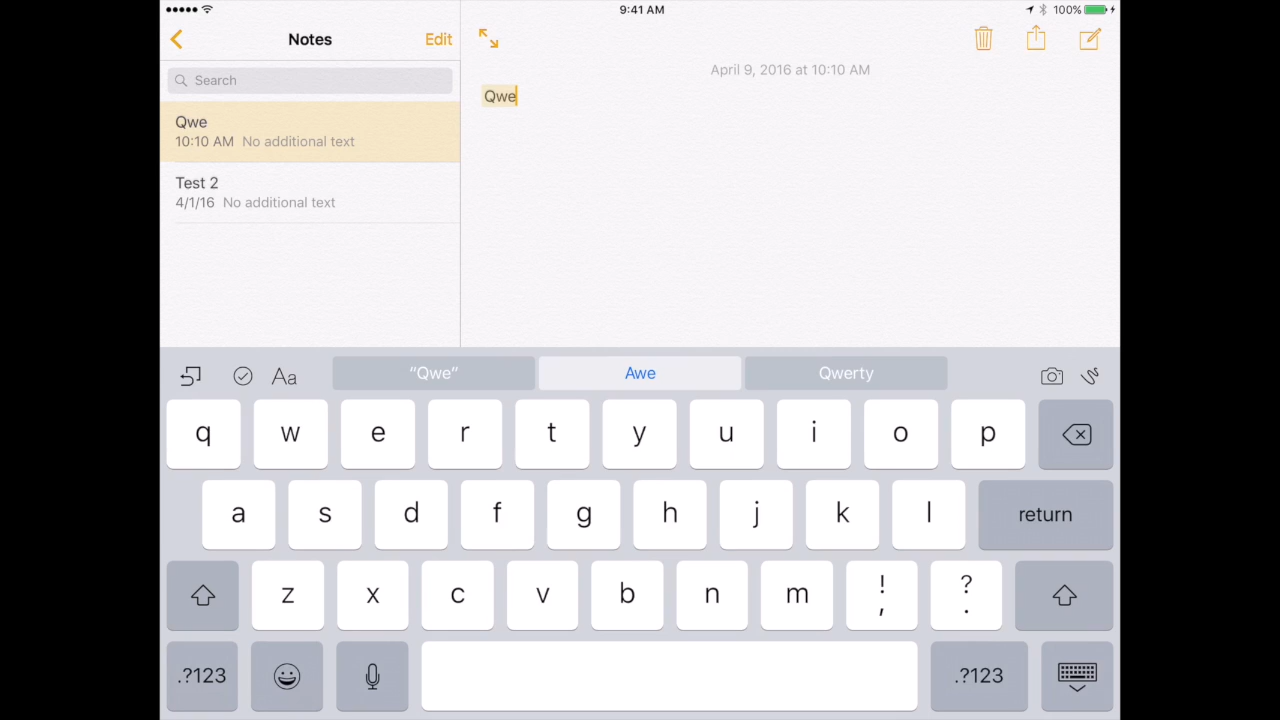 9:41 AM
100%
Notes
Edit
Search
Qwe
10:10 AM No additional text
Test 2
4/1/16 No additional text
April 9, 2016 at 10:10 AM
Qwe
Aa
“Qwe”
Awe
Qwerty
q w e r t y u i o p
a s d f g h j k l return
z x c v b n m ! , ? .
.?123 .?123